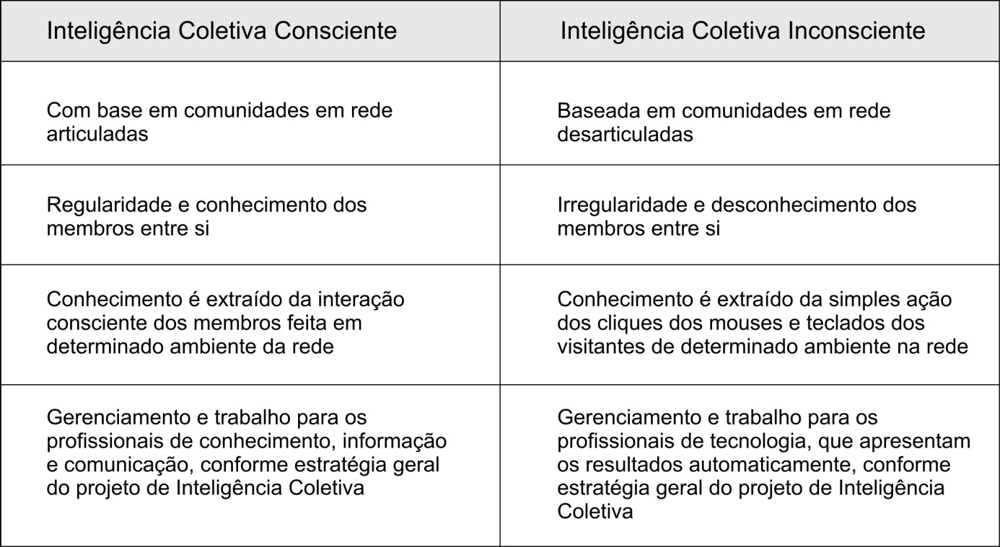 Inteligência Coletiva Consciente
Inteligência Coletiva Inconsciente
Com base em comunidades em rede
articuladas
Baseada em comunidades em rede
desarticuladas
Regularidade e conhecimento dos
membros entre si
Irregularidade e desconhecimento dos
membros entre si
Conhecimento é extraído da interação
consciente dos membros feita em
determinado ambiente da rede
Conhecimento é extraído da simples ação
dos cliques dos mouses e teclados dos
visitantes de determinado ambiente na rede
Gerenciamento e trabalho para os
profissionais de conhecimento, informação
e comunicação, conforme estratégia geral
do projeto de Inteligência Coletiva
Gerenciamento e trabalho para os
profissionais de tecnologia, que apresentam
os resultados automaticamente, conforme
estratégia geral do projeto de Inteligência
Coletiva